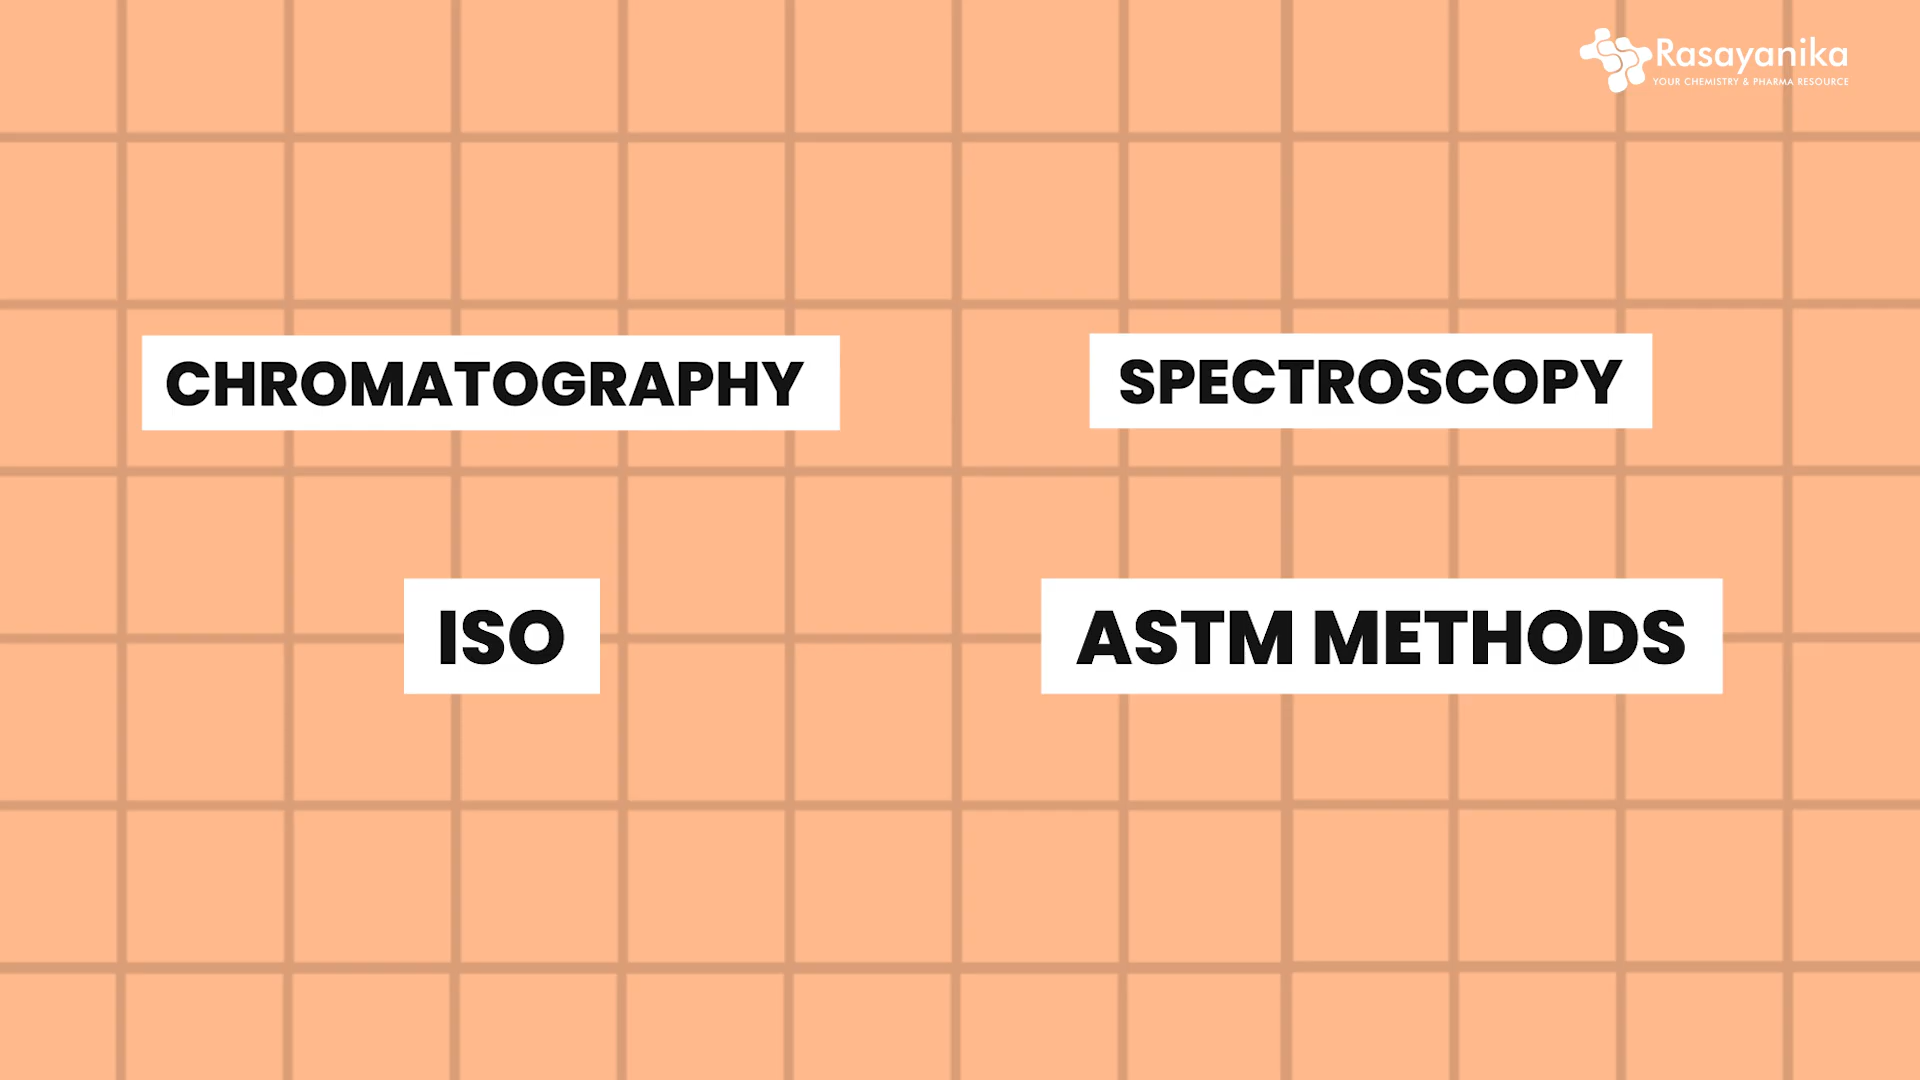 Rasayanika
YOUR CHEMISTRY & PHARMA RESOURCE
CHROMATOGRAPHY
SPECTROSCOPY
ISO
ASTM METHODS